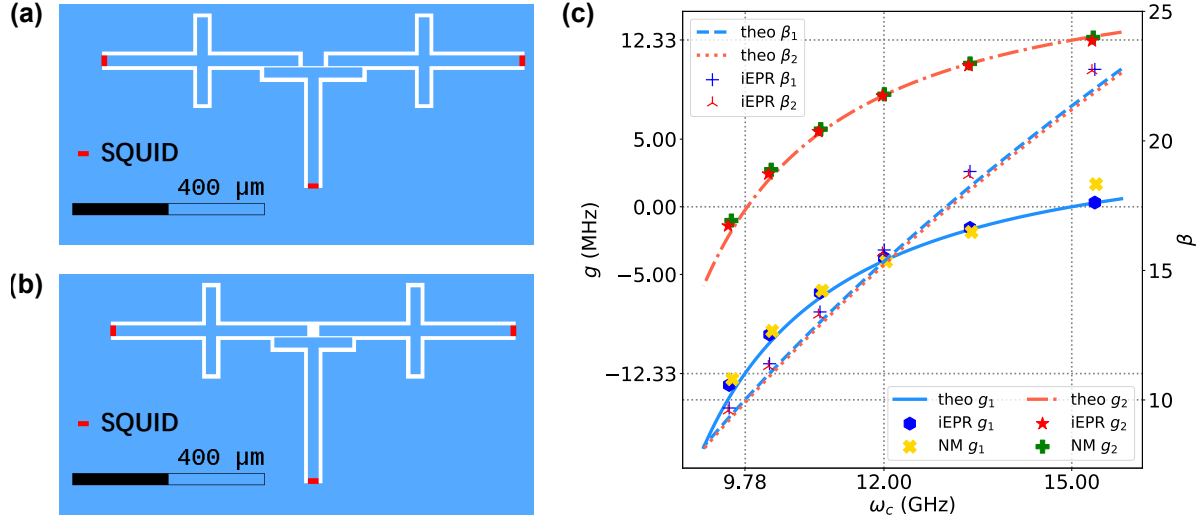 (a)
SQUID
400 μm
(b)
SQUID
400 μm
(c)
theo β₁
theo β₂
iEPR β₁
iEPR β₂
theo g₁
iEPR g₁
NM g₁
theo g₂
iEPR g₂
NM g₂
12.33
5.00
0.00
−5.00
−12.33
g (MHz)
25
20
15
10
β
9.78
12.00
15.00
ω_c (GHz)